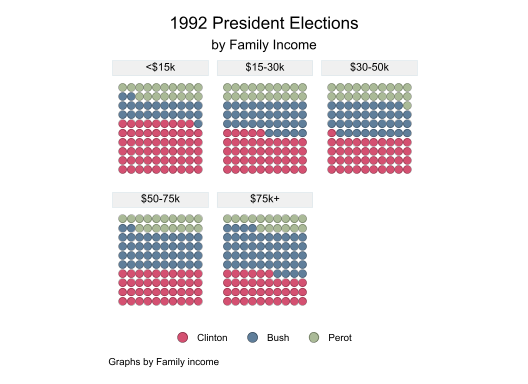 1992 President Elections
by Family Income
<$15k
$15-30k
$30-50k
$50-75k
$75k+
Clinton
Bush
Perot
Graphs by Family income